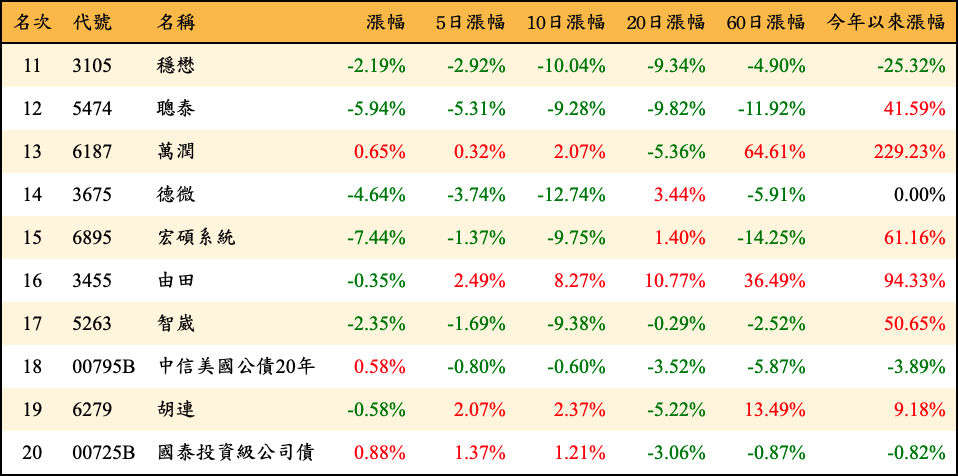 名次 代號 名稱 漲幅 5日漲幅 10日漲幅 20日漲幅 60日漲幅 今年以來漲幅
11 3105 穩懋 -2.19% -2.92% -10.04% -9.34% -4.90% -25.32%
12 5474 聰泰 -5.94% -5.31% -9.28% -9.82% -11.92% 41.59%
13 6187 萬潤 0.65% 0.32% 2.07% -5.36% 64.61% 229.23%
14 3675 德微 -4.64% -3.74% -12.74% 3.44% -5.91% 0.00%
15 6895 宏碩系統 -7.44% -1.37% -9.75% 1.40% -14.25% 61.16%
16 3455 由田 -0.35% 2.49% 8.27% 10.77% 36.49% 94.33%
17 5263 智崴 -2.35% -1.69% -9.38% -0.29% -2.52% 50.65%
18 00795B 中信美國公債20年 0.58% -0.80% -0.60% -3.52% -5.87% -3.89%
19 6279 胡連 -0.58% 2.07% 2.37% -5.22% 13.49% 9.18%
20 00725B 國泰投資級公司債 0.88% 1.37% 1.21% -3.06% -0.87% -0.82%